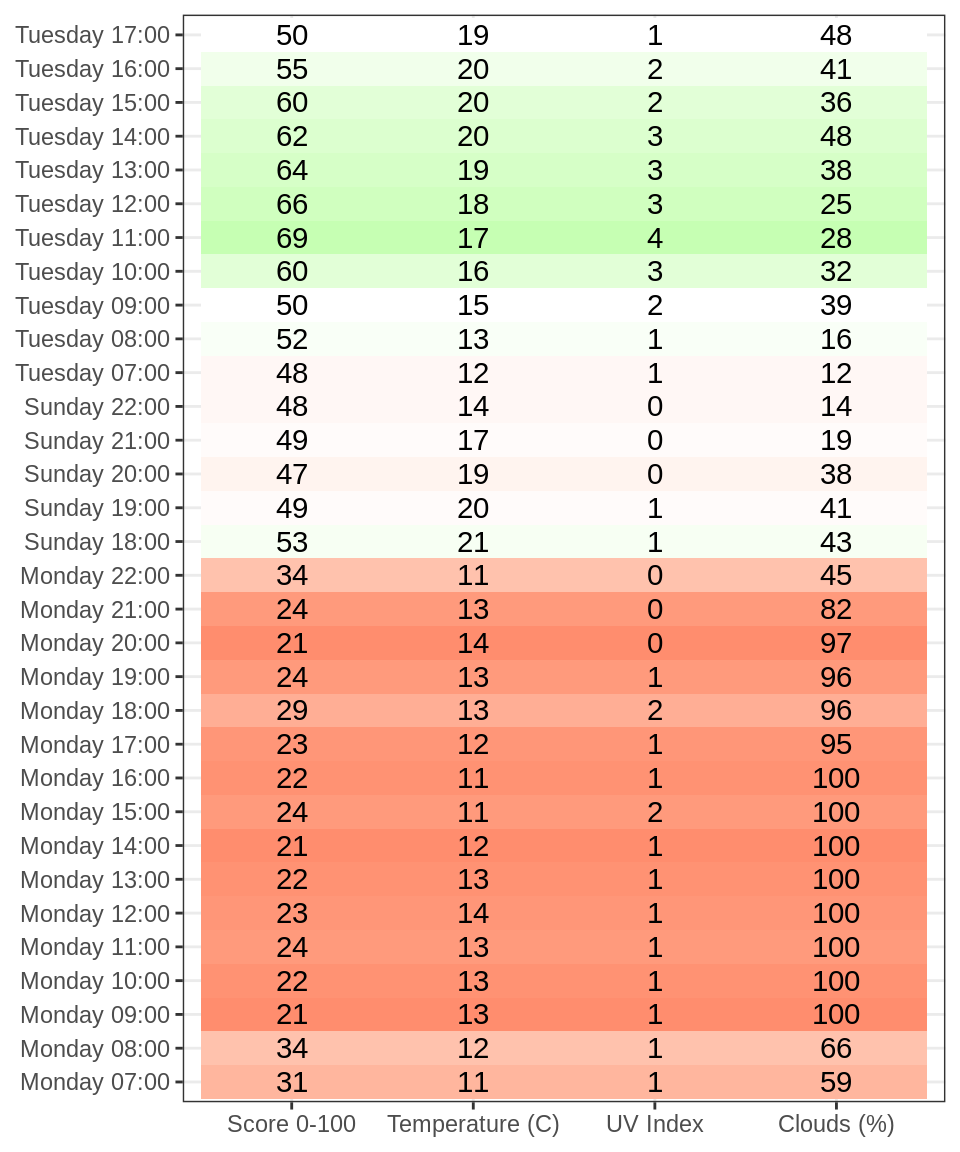 Tuesday 17:00 50 19 1 48
Tuesday 16:00 55 20 2 41
Tuesday 15:00 60 20 2 36
Tuesday 14:00 62 20 3 48
Tuesday 13:00 64 19 3 38
Tuesday 12:00 66 18 3 25
Tuesday 11:00 69 17 4 28
Tuesday 10:00 60 16 3 32
Tuesday 09:00 50 15 2 39
Tuesday 08:00 52 13 1 16
Tuesday 07:00 48 12 1 12
Sunday 22:00 48 14 0 14
Sunday 21:00 49 17 0 19
Sunday 20:00 47 19 0 38
Sunday 19:00 49 20 1 41
Sunday 18:00 53 21 1 43
Monday 22:00 34 11 0 45
Monday 21:00 24 13 0 82
Monday 20:00 21 14 0 97
Monday 19:00 24 13 1 96
Monday 18:00 29 13 2 96
Monday 17:00 23 12 1 95
Monday 16:00 22 11 1 100
Monday 15:00 24 11 2 100
Monday 14:00 21 12 1 100
Monday 13:00 22 13 1 100
Monday 12:00 23 14 1 100
Monday 11:00 24 13 1 100
Monday 10:00 22 13 1 100
Monday 09:00 21 13 1 100
Monday 08:00 34 12 1 66
Monday 07:00 31 11 1 59
Score 0-100 Temperature (C) UV Index Clouds (%)